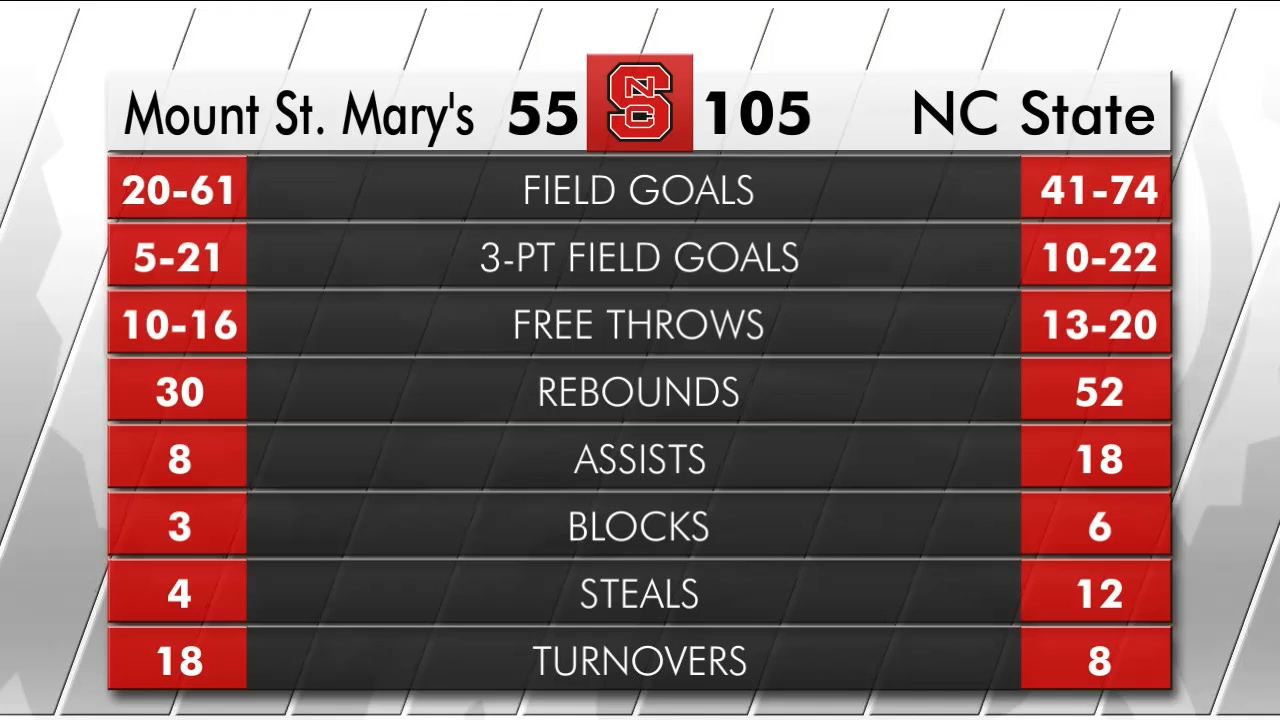 Mount St. Mary's 55 NCS 105 NC State
20-61 FIELD GOALS 41-74
5-21 3-PT FIELD GOALS 10-22
10-16 FREE THROWS 13-20
30 REBOUNDS 52
8 ASSISTS 18
3 BLOCKS 6
4 STEALS 12
18 TURNOVERS 8